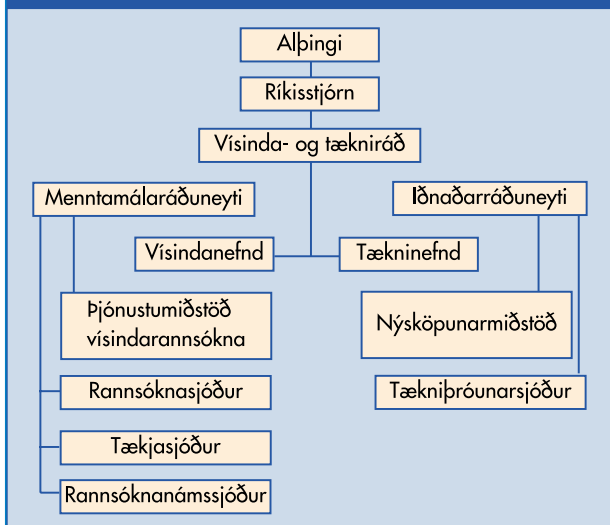 Alþingi
Ríkisstjórn
Vísinda- og tækniráð
Menntamálaráðuneyti
Iðnaðarráðuneyti
Vísindanefnd
Tækninefnd
Þjónustumiðstöð
vísindarannsókna
Nýsköpunarmiðstöð
Rannsóknasjóður
Tækniþróunarsjóður
Tækjasjóður
Rannsóknanámssjóður